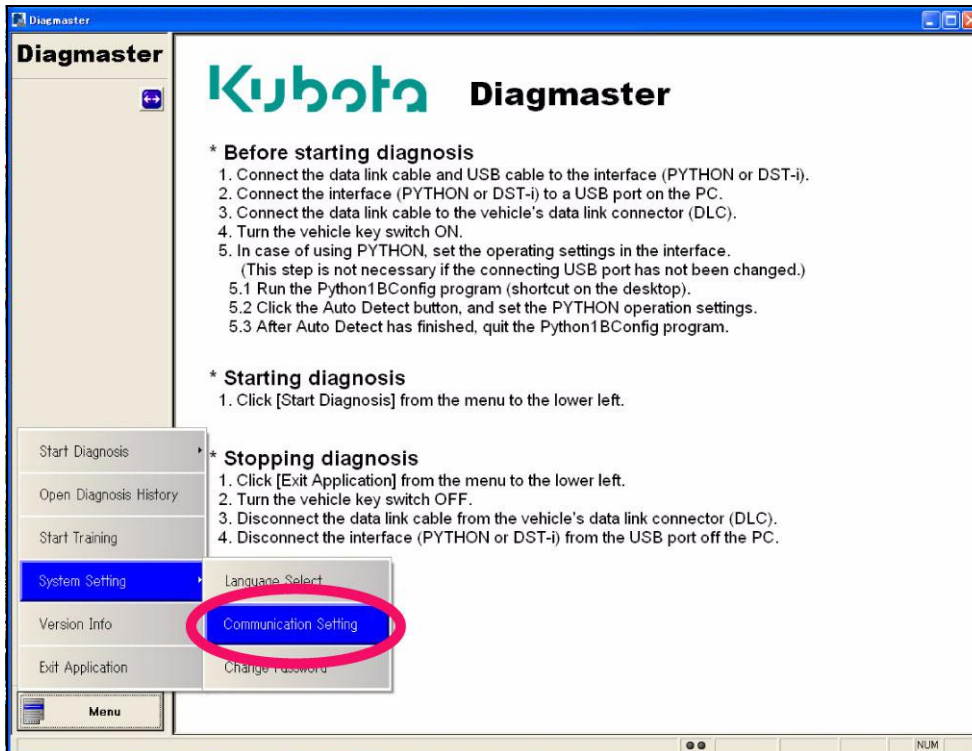 Diagmaster
Diagmaster
Kubota Diagmaster
* Before starting diagnosis
1. Connect the data link cable and USB cable to the interface (PYTHON or DST-i).
2. Connect the interface (PYTHON or DST-i) to a USB port on the PC.
3. Connect the data link cable to the vehicle's data link connector (DLC).
4. Turn the vehicle key switch ON.
5. In case of using PYTHON, set the operating settings in the interface.
(This step is not necessary if the connecting USB port has not been changed.)
5.1 Run the Python1BConfig program (shortcut on the desktop).
5.2 Click the Auto Detect button, and set the PYTHON operation settings.
5.3 After Auto Detect has finished, quit the Python1BConfig program.
* Starting diagnosis
1. Click [Start Diagnosis] from the menu to the lower left.
* Stopping diagnosis
1. Click [Exit Application] from the menu to the lower left.
2. Turn the vehicle key switch OFF.
3. Disconnect the data link cable from the vehicle's data link connector (DLC).
4. Disconnect the interface (PYTHON or DST-i) from the USB port off the PC.
Start Diagnosis
Open Diagnosis History
Start Training
System Setting
Version Info
Exit Application
Language Select
Communication Setting
Change Password
Menu
NUM